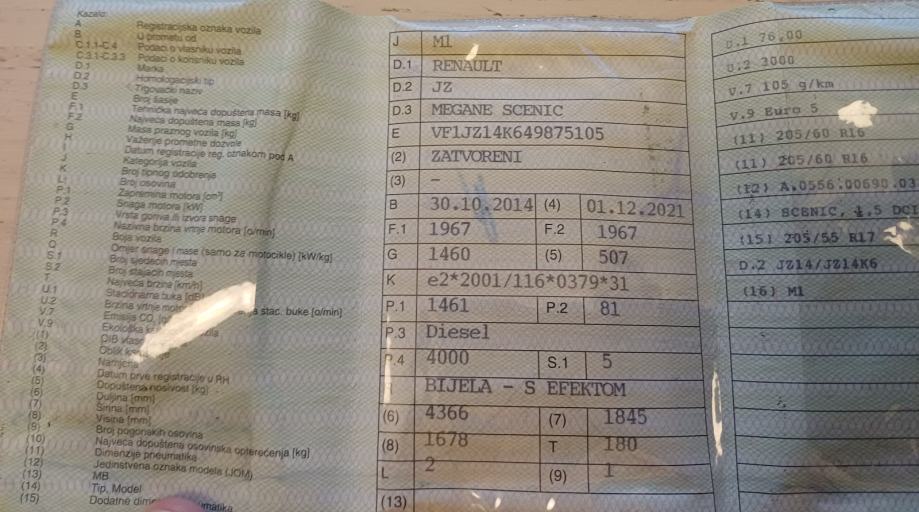 Kazalo:
A Registracijska oznaka vozila
B U prometu od
C.1.1-C.4 Podaci o vlasniku vozila
C.3.1-C.3.3 Podaci o korisniku vozila
D.1 Marka
D.2 Homologacijski tip
D.3 Trgovački naziv
E Broj šasije
F.1 Tehnička najveća dopuštena masa [kg]
F.2 Najveća dopuštena masa [kg]
G Masa praznog vozila [kg]
H Važenje prometne dozvole
I Datum registracije reg. oznakom pod A
J Kategorija vozila
K Broj tipnog odobrenja
L Broj osovina
P.1 Zapremina motora [cm³]
P.2 Snaga motora [kW]
P.3 Vrsta goriva ili izvora snage
P.4 Nazivna brzina vrtnje motora [o/min]
R Boja vozila
Q Omjer snage i mase (samo za motocikle) [kW/kg]
S.1 Broj sjedećih mjesta
S.2 Broj stajaćih mjesta
T Najveća brzina [km/h]
U.1 Stacionarna buka [dB]
U.2 Brzina vrtnje stac. buke [o/min]
V.7 Emisija CO₂
V.9 Ekološka
(1) OIB
(2) Oblik
(3) Namjena
(4) Datum prve registracije u RH
(5) Dopuštena nosivost [kg]
(6) Duljina [mm]
(7) Širina [mm]
(8) Visina [mm]
(9) Broj pogonskih osovina
(10) Najveća dopuštena osovinska opterećenja [kg]
(11) Dimenzije pneumatika
(12) Jedinstvena oznaka modela (JOM)
(13) MB
(14) Tip, Model
(15) Dodatne
J M1
D.1 RENAULT
D.2 JZ
D.3 MEGANE SCENIC
E VF1JZ14K649875105
(2) ZATVORENI
(3) –
B 30.10.2014 (4) 01.12.2021
F.1 1967 F.2 1967
G 1460 (5) 507
K e2*2001/116*0379*31
P.1 1461 P.2 81
P.3 Diesel
P.4 4000 S.1 5
BIJELA - S EFEKTOM
(6) 4366 (7) 1845
(8) 1678 T 180
L 2 (9) 1
(13)
U.1 76,00
U.2 3000
V.7 105 g/km
V.9 Euro 5
(11) 205/60 R16
(11) 205/60 R16
(12) A.0556.00690.03
(14) SCENIC, 1.5 DCI
(15) 205/55 R17
D.2 JZ14/JZ14K6
(16) M1